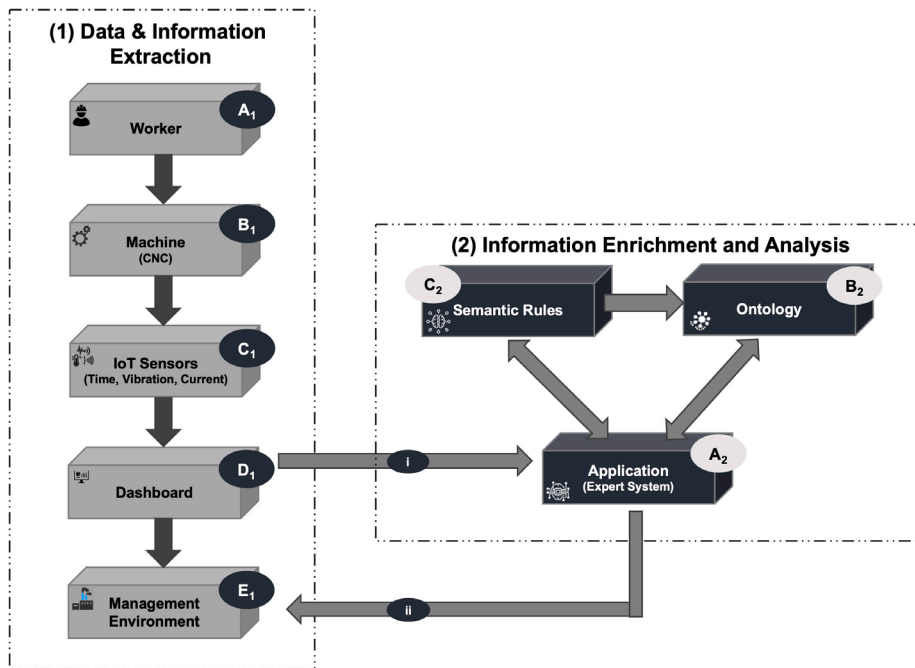 (1) Data & Information
Extraction
A1
Worker
B1
Machine
(CNC)
C1
IoT Sensors
(Time, Vibration, Current)
D1
Dashboard
E1
Management
Environment
i
ii
(2) Information Enrichment and Analysis
C2
Semantic Rules
B2
Ontology
A2
Application
(Expert System)